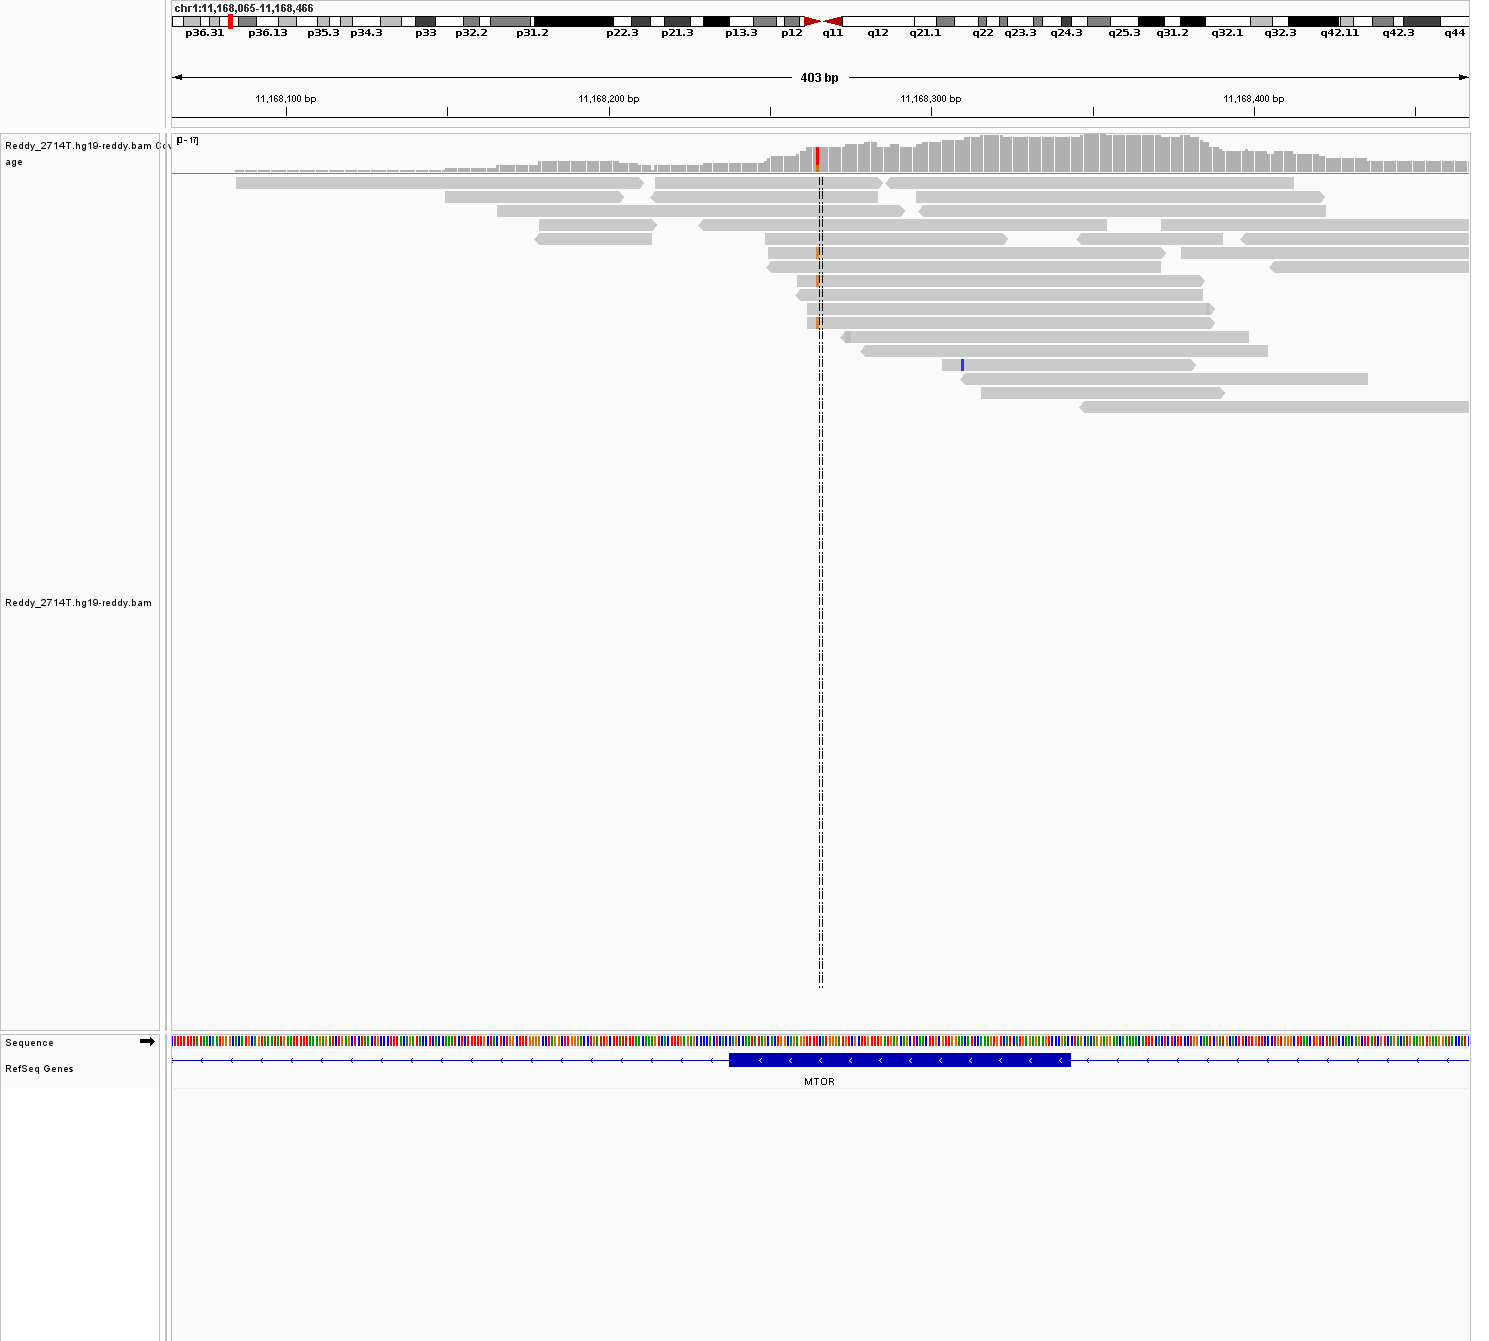 chr1:11,168,065-11,168,466
p36.31 p36.13 p35.3 p34.3 p33 p32.2 p31.2 p22.3 p21.3 p13.3 p12 q11 q12 q21.1 q22 q23.3 q24.3 q25.3 q31.2 q32.1 q32.3 q42.11 q42.3 q44
403 bp
11,168,100 bp 11,168,200 bp 11,168,300 bp 11,168,400 bp
[0 - 17]
Reddy_2714T.hg19-reddy.bam Cov
age
Reddy_2714T.hg19-reddy.bam
Sequence
RefSeq Genes
MTOR